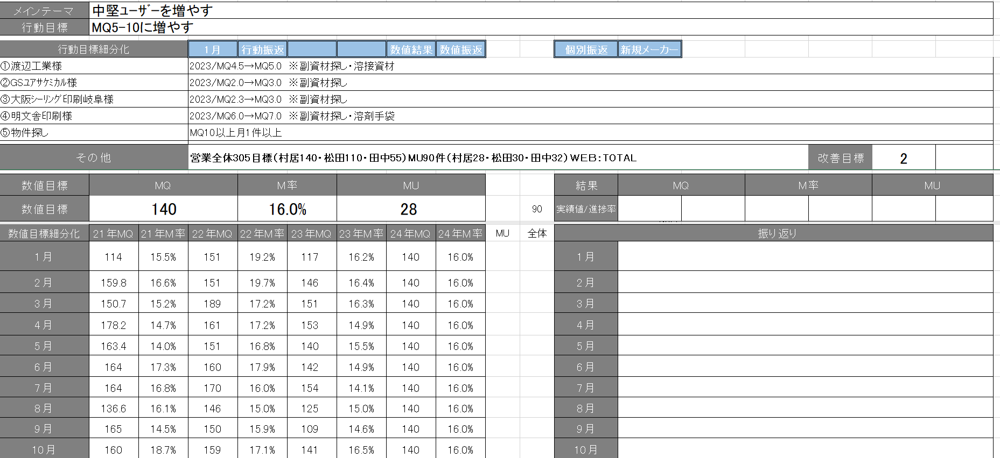 メインテーマ 中堅ﾕｰｻﾞｰを増やす
行動目標 MQ5-10に増やす
行動目標細分化 1月 行動振返 数値結果 数値振返 個別振返 新規メーカー
①渡辺工業様 2023/MQ4.5→MQ5.0 ※副資材探し・溶接資材
②GSﾕｱｻｹﾐｶﾙ様 2023/MQ2.0→MQ3.0 ※副資材探し
③大阪ｼｰﾘﾝｸﾞ印刷岐阜様 2023/MQ2.3→MQ3.0 ※副資材探し
④明文舎印刷様 2023/MQ6.0→MQ7.0 ※副資材探し・溶剤手袋
⑤物件探し MQ10以上月1件以上
その他 営業全体305目標（村居140・松田110・田中55）MU90件（村居28・松田30・田中32）WEB：TOTAL 改善目標 2
数値目標 MQ M率 MU 結果 MQ M率 MU
数値目標 140 16.0% 28 90 実績値/進捗率
数値目標細分化 21年MQ 21年M率 22年MQ 22年M率 23年MQ 23年M率 24年MQ 24年M率 MU 全体 振り返り
1月 114 15.5% 151 19.2% 117 16.2% 140 16.0% 1月
2月 159.8 16.6% 151 19.7% 146 16.4% 140 16.0% 2月
3月 150.7 15.2% 189 17.2% 151 16.3% 140 16.0% 3月
4月 178.2 14.7% 161 17.2% 153 14.9% 140 16.0% 4月
5月 163.4 14.0% 151 16.8% 140 15.5% 140 16.0% 5月
6月 164 17.3% 160 17.9% 142 14.9% 140 16.0% 6月
7月 164 16.8% 170 16.0% 154 14.1% 140 16.0% 7月
8月 136.6 16.1% 146 15.0% 125 15.0% 140 16.0% 8月
9月 165 14.5% 150 15.9% 109 14.6% 140 16.0% 9月
10月 160 18.7% 159 17.1% 141 16.5% 140 16.0% 10月